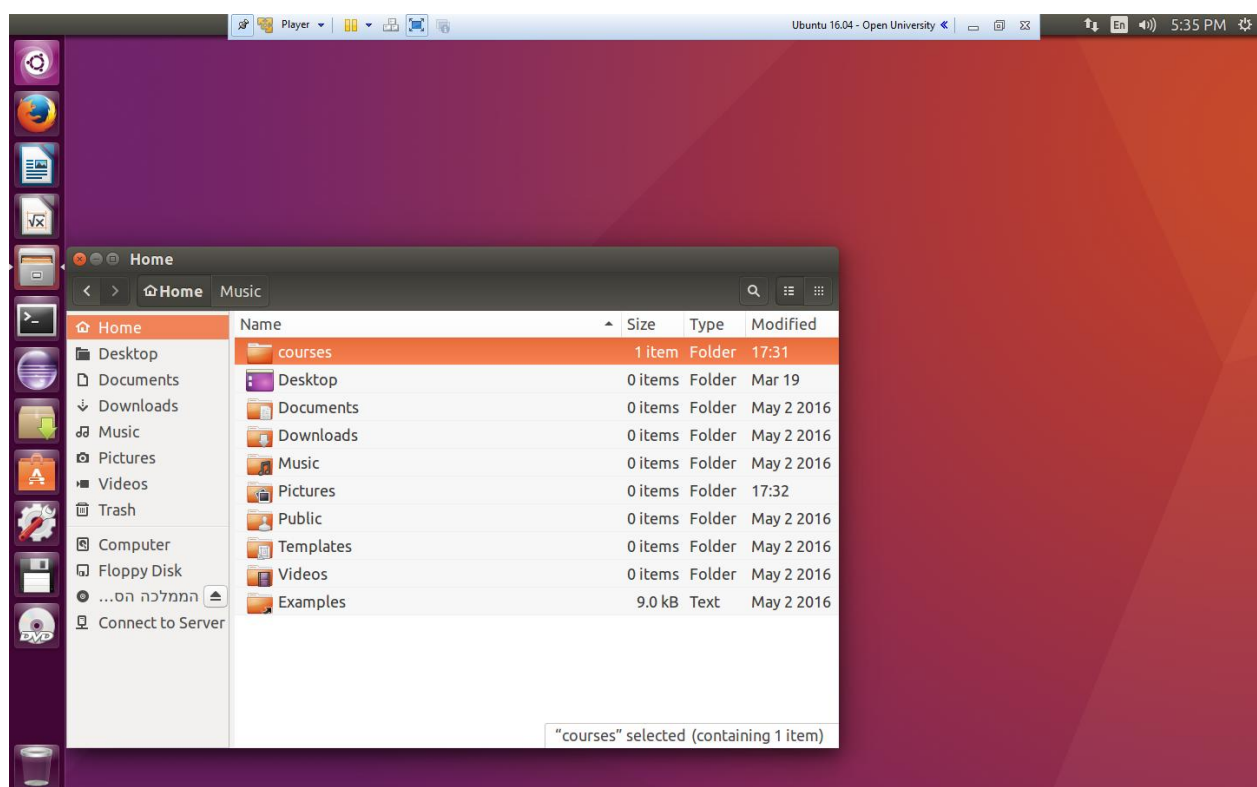 Player
Ubuntu 16.04 - Open University
En 5:35 PM
Home
Home Music
Name Size Type Modified
Home
Desktop
Documents
Downloads
Music
Pictures
Videos
Trash
Computer
Floppy Disk
הממלכה הס...
Connect to Server
courses 1 item Folder 17:31
Desktop 0 items Folder Mar 19
Documents 0 items Folder May 2 2016
Downloads 0 items Folder May 2 2016
Music 0 items Folder May 2 2016
Pictures 0 items Folder 17:32
Public 0 items Folder May 2 2016
Templates 0 items Folder May 2 2016
Videos 0 items Folder May 2 2016
Examples 9.0 kB Text May 2 2016
"courses" selected (containing 1 item)
DVD